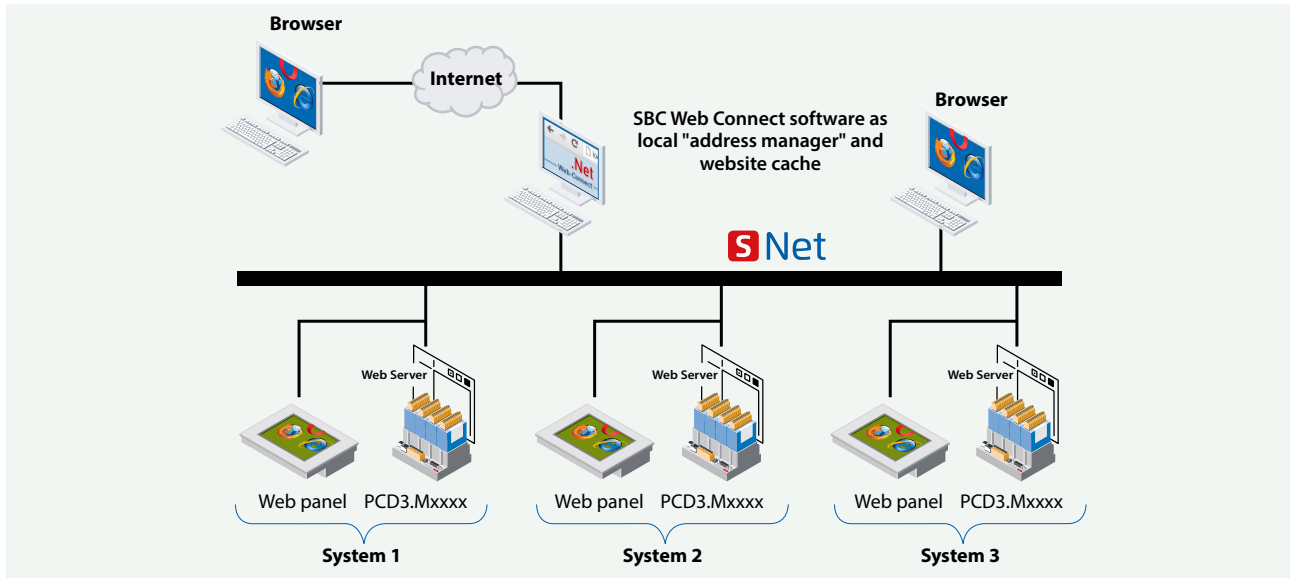 Browser
Internet
SBC Web Connect software as
local "address manager" and
website cache
Browser
.Net
Web-Connect
S Net
Web Server
Web Server
Web Server
Web panel PCD3.Mxxxx
Web panel PCD3.Mxxxx
Web panel PCD3.Mxxxx
System 1
System 2
System 3